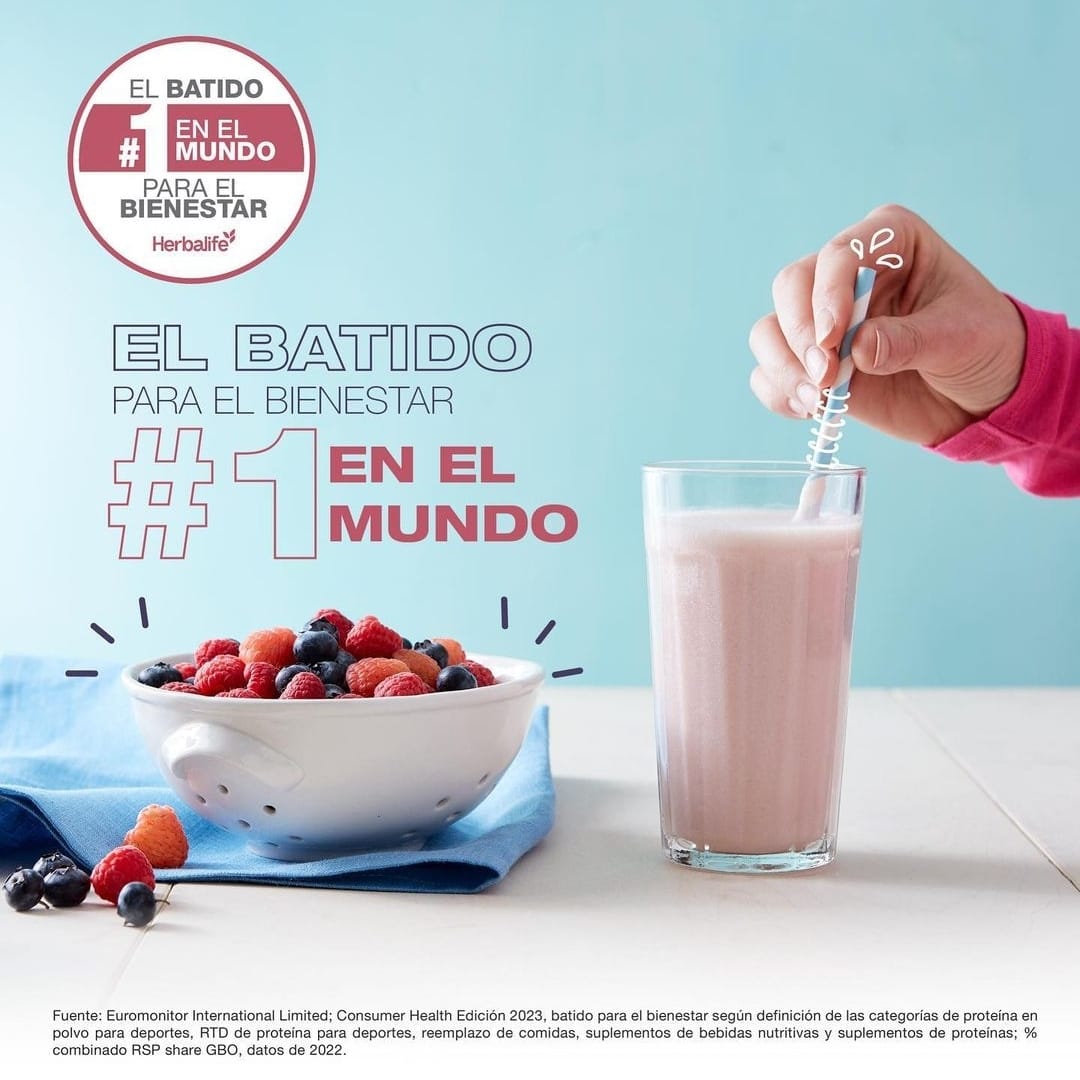 EL BATIDO
#1 EN EL
MUNDO
PARA EL
BIENESTAR
Herbalife
EL BATIDO
PARA EL BIENESTAR
#1 EN EL
MUNDO
Fuente: Euromonitor International Limited; Consumer Health Edición 2023, batido para el bienestar según definición de las categorías de proteína en
polvo para deportes, RTD de proteína para deportes, reemplazo de comidas, suplementos de bebidas nutritivas y suplementos de proteínas; %
combinado RSP share GBO, datos de 2022.